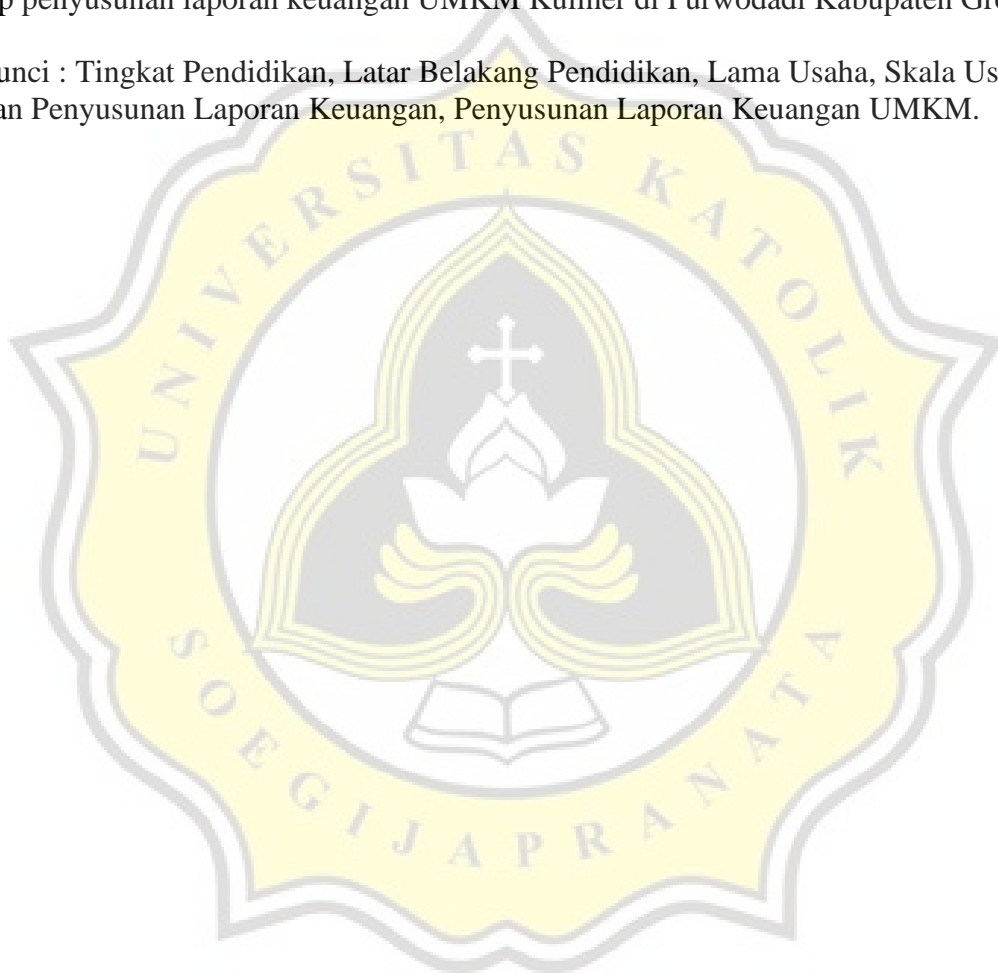 penyusunan laporan keuangan UMKM Kuliner di Purwodadi Kabupaten
unci : Tingkat Pendidikan, Latar Belakang Pendidikan, Lama Usaha, Skala Us
an Penyusunan Laporan Keuangan, Penyusunan Laporan Keuangan UMKM.
UNIVERSITAS KATOLIK
SOEGIJAPRANATA